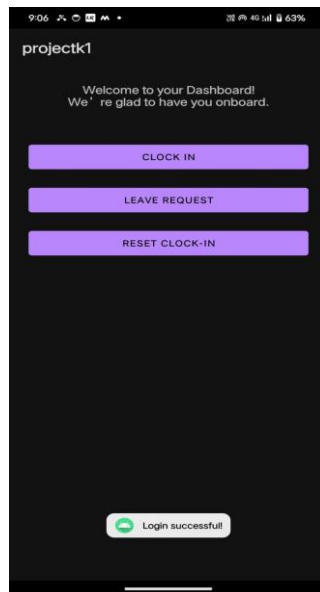 9:06 63%
projectk1
Welcome to your Dashboard!
We’re glad to have you onboard.
CLOCK IN
LEAVE REQUEST
RESET CLOCK-IN
Login successful!